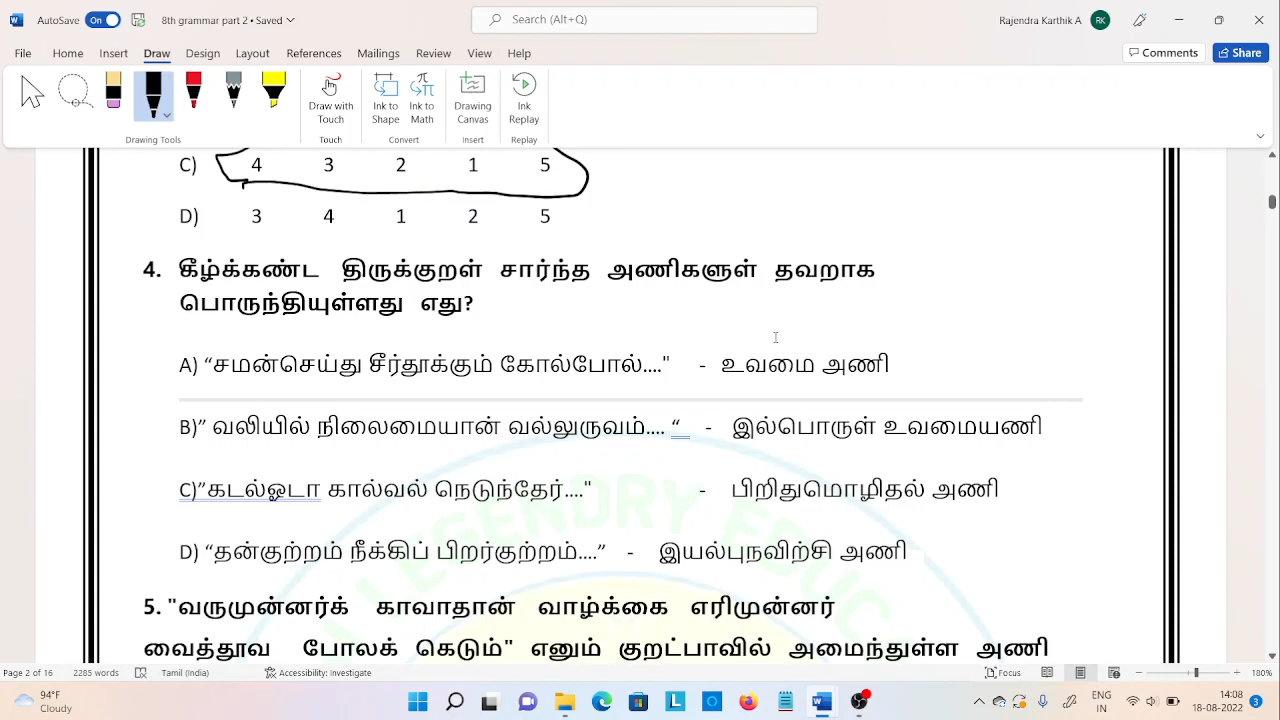 AutoSave On 8th grammar 2 • Saved Search (Alt+Q) Rajendra Karthik A RK
File Home Insert Draw Design Layout References Mailings Review View Help Comments Share
Draw with Touch Ink to Shape Ink to Math Drawing Canvas Ink Replay
Drawing Tools Touch Convert Insert Replay
C) 4 3 2 1 5
D) 3 4 1 2 5
4. கீழ்க்கண்ட திருக்குறள் சார்ந்த அணிகளுள் தவறாக
பொருந்தியுள்ளது எது?
A) “சமன்செய்து சீர்தூக்கும் கோல்போல்...." - உவமை அணி
B)” வலியில் நிலைமையான் வல்லுருவம்.... “ - இல்பொருள் உவமையணி
C)”கடல்ஓடா கால்வல் நெடுந்தேர்...." - பிறிதுமொழிதல் அணி
D) “தன்குற்றம் நீக்கிப் பிறர்குற்றம்....” - இயல்புநவிற்சி அணி
LEGENDRY EDUC
5. "வருமுன்னர்க் காவாதான் வாழ்க்கை எரிமுன்னர்
வைத்தூவ போலக் கெடும்" எனும் குறட்பாவில் அமைந்துள்ள அணி
Page 2 of 16 2285 words Tamil (India) Accessibility: Investigate Focus 180%
94°F Cloudy ENG IN 14:08 18-08-2022 3